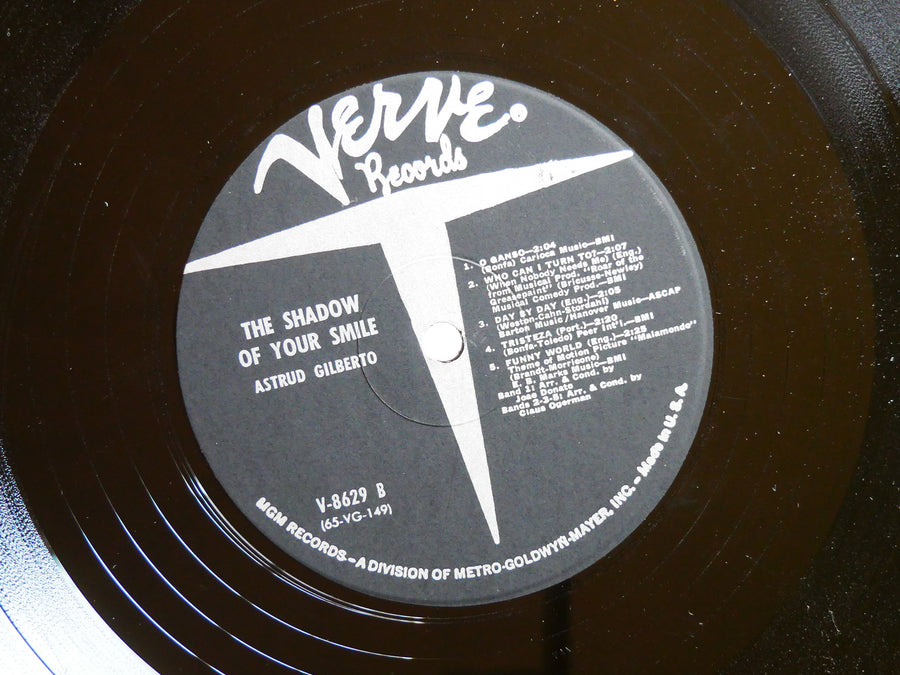 VERVE
Records
THE SHADOW
OF YOUR SMILE
ASTRUD GILBERTO
1. O GANSO—2:04
(Bonfa) Carioca Music—BMI
2. WHO CAN I TURN TO?—2:07
(When Nobody Needs Me) (Eng.)
from Musical Prod. "Roar of the
Greasepaint" (Bricusse-Newley)
Musical Comedy Prod.—BMI
3. DAY BY DAY (Eng.)—2:05
(Weston-Cahn-Stordahl)
Barton Music/Hanover Music—ASCAP
4. TRISTEZA (Port.)—2:20
(Bonfa-Toledo) Peer Int'l.—BMI
5. FUNNY WORLD (Eng.)—2:25
Theme of Motion Picture "Malamondo"
(Brandt-Morricone)
E. B. Marks Music—BMI
Band 1: Arr. & Cond. by
Joao Donato
Bands 2-3-5: Arr. & Cond. by
Claus Ogerman
V-8629 B
(65-VG-149)
MGM RECORDS—A DIVISION OF METRO-GOLDWYN-MAYER, INC.—Made in U.S.A.